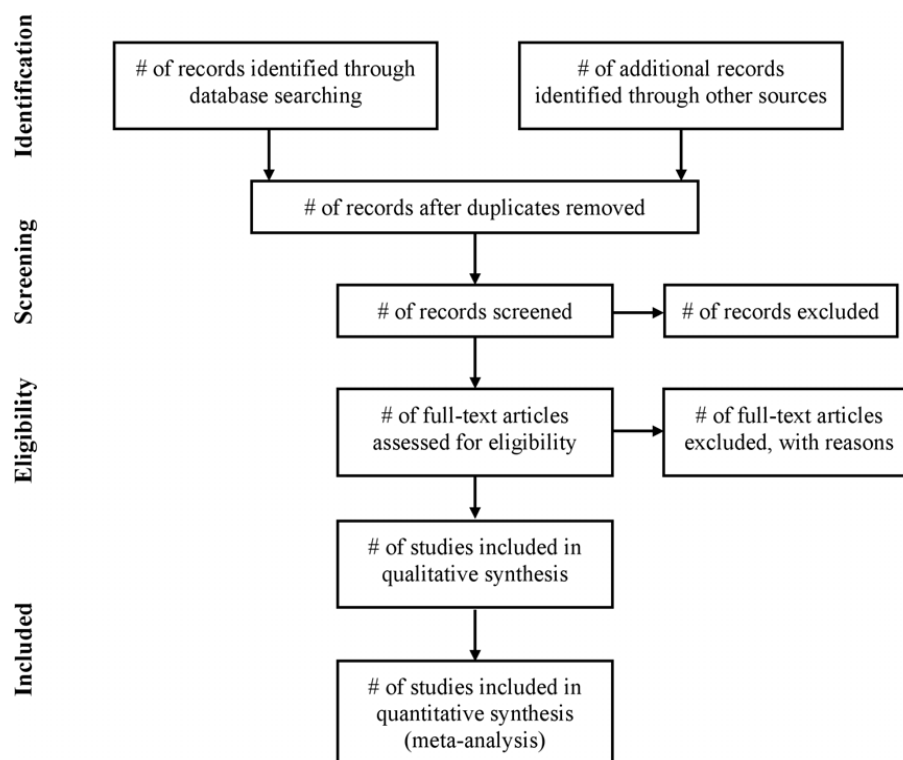 Identification
# of records identified through
database searching
# of additional records
identified through other sources
# of records after duplicates removed
Screening
# of records screened
# of records excluded
Eligibility
# of full-text articles
assessed for eligibility
# of full-text articles
excluded, with reasons
Included
# of studies included in
qualitative synthesis
# of studies included in
quantitative synthesis
(meta-analysis)